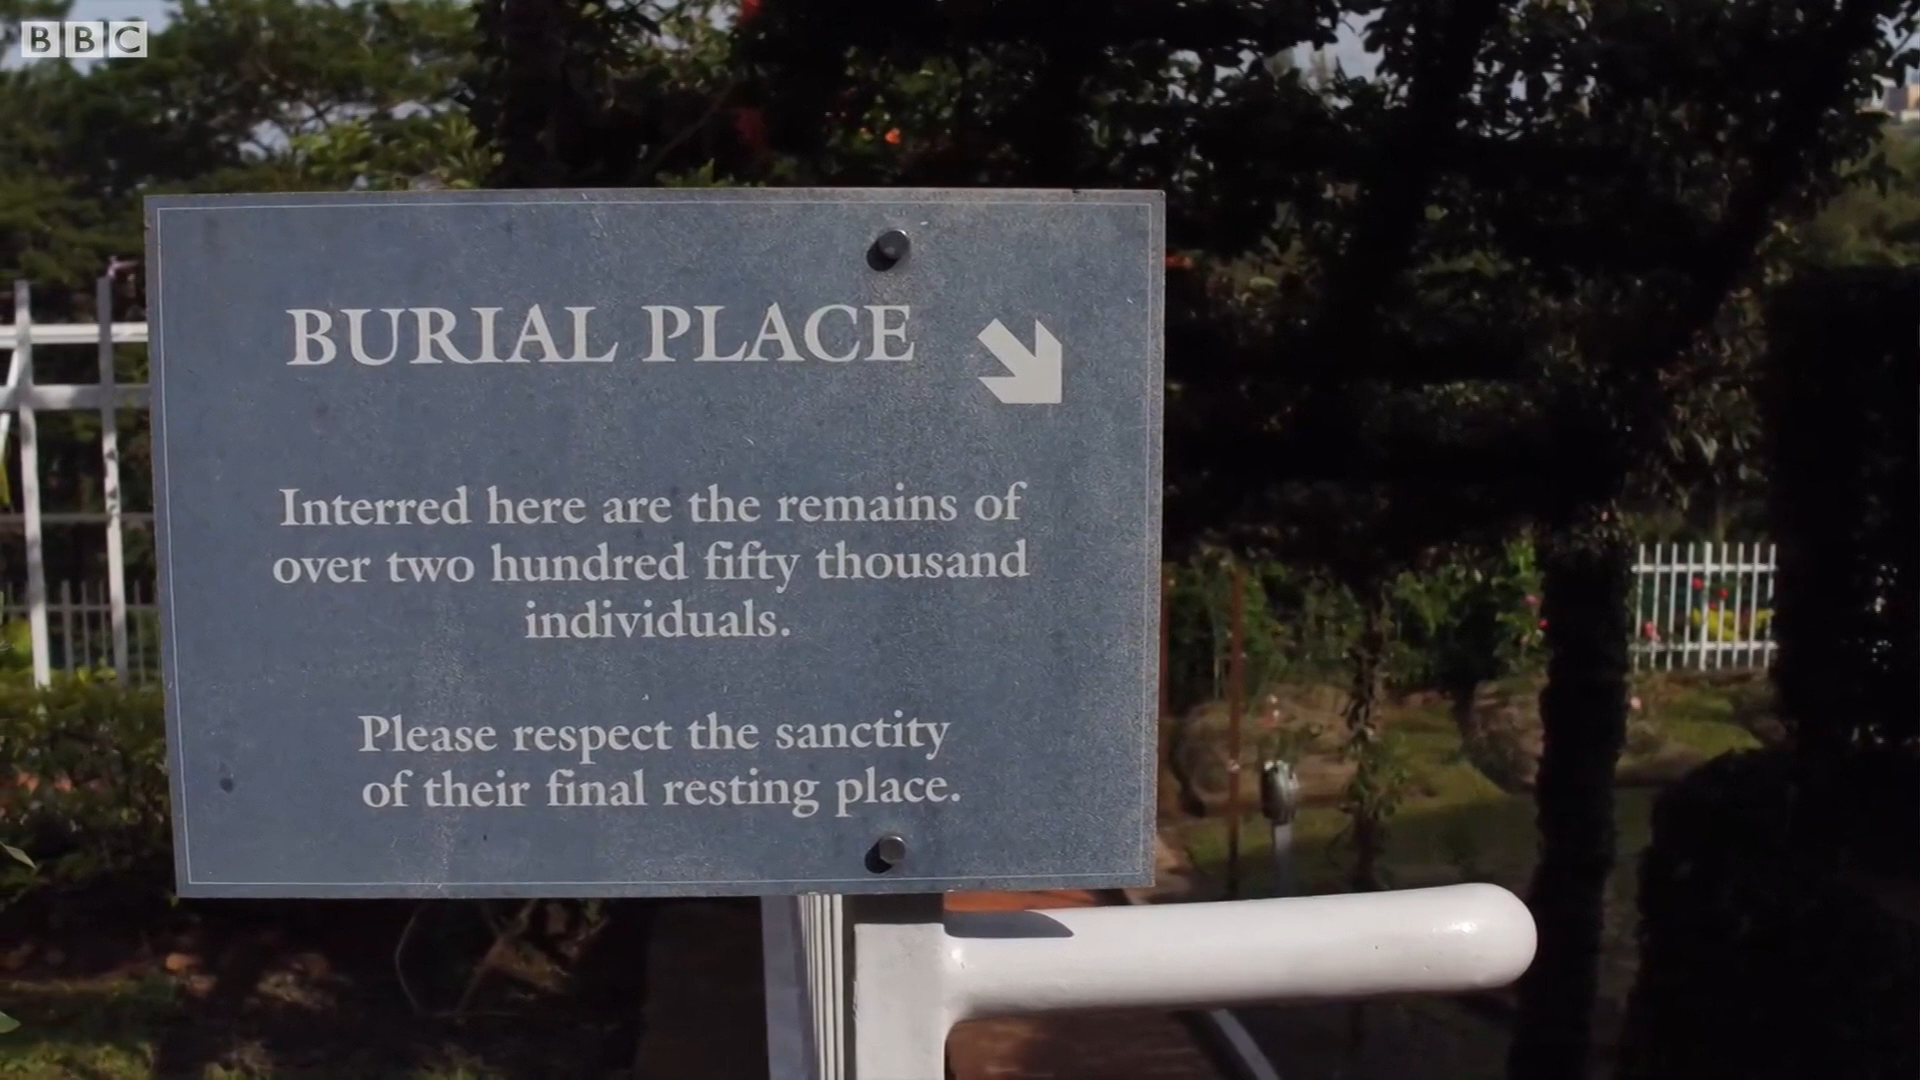 BBC
BURIAL PLACE
Interred here are the remains of
over two hundred fifty thousand
individuals.
Please respect the sanctity
of their final resting place.